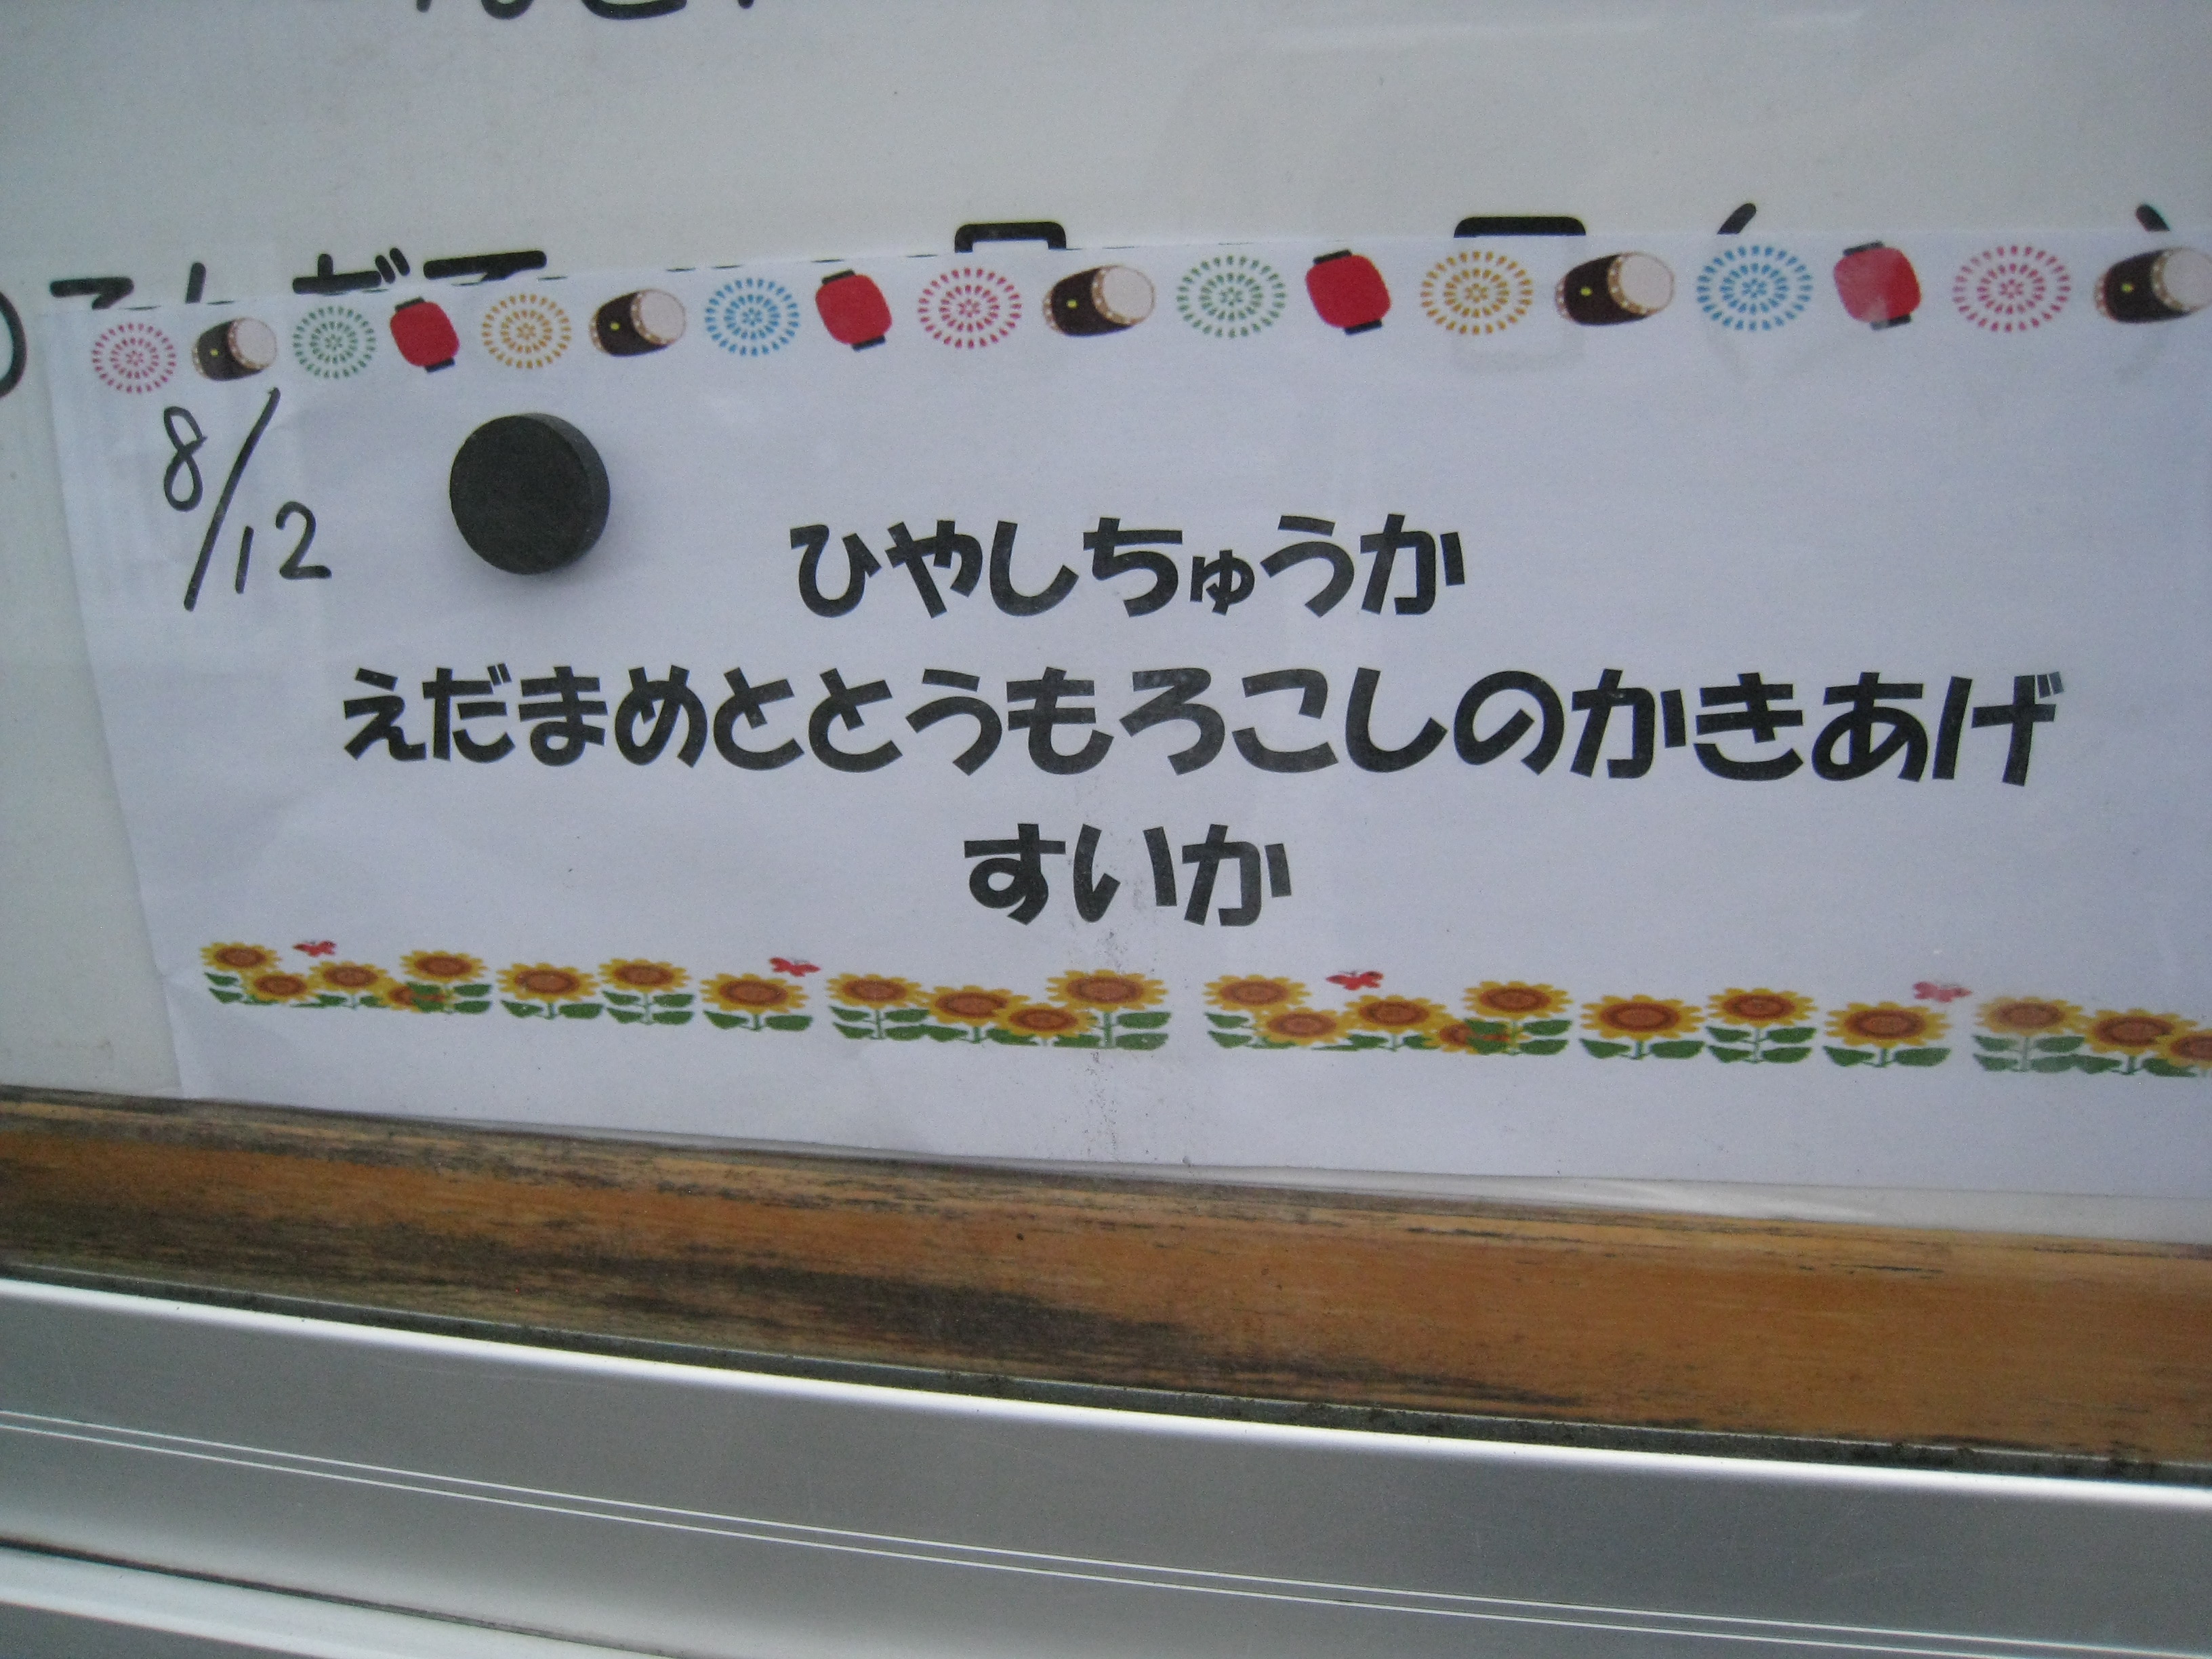 8/12
ひやしちゅうか
えだまめととうもろこしのかきあげ
すいか